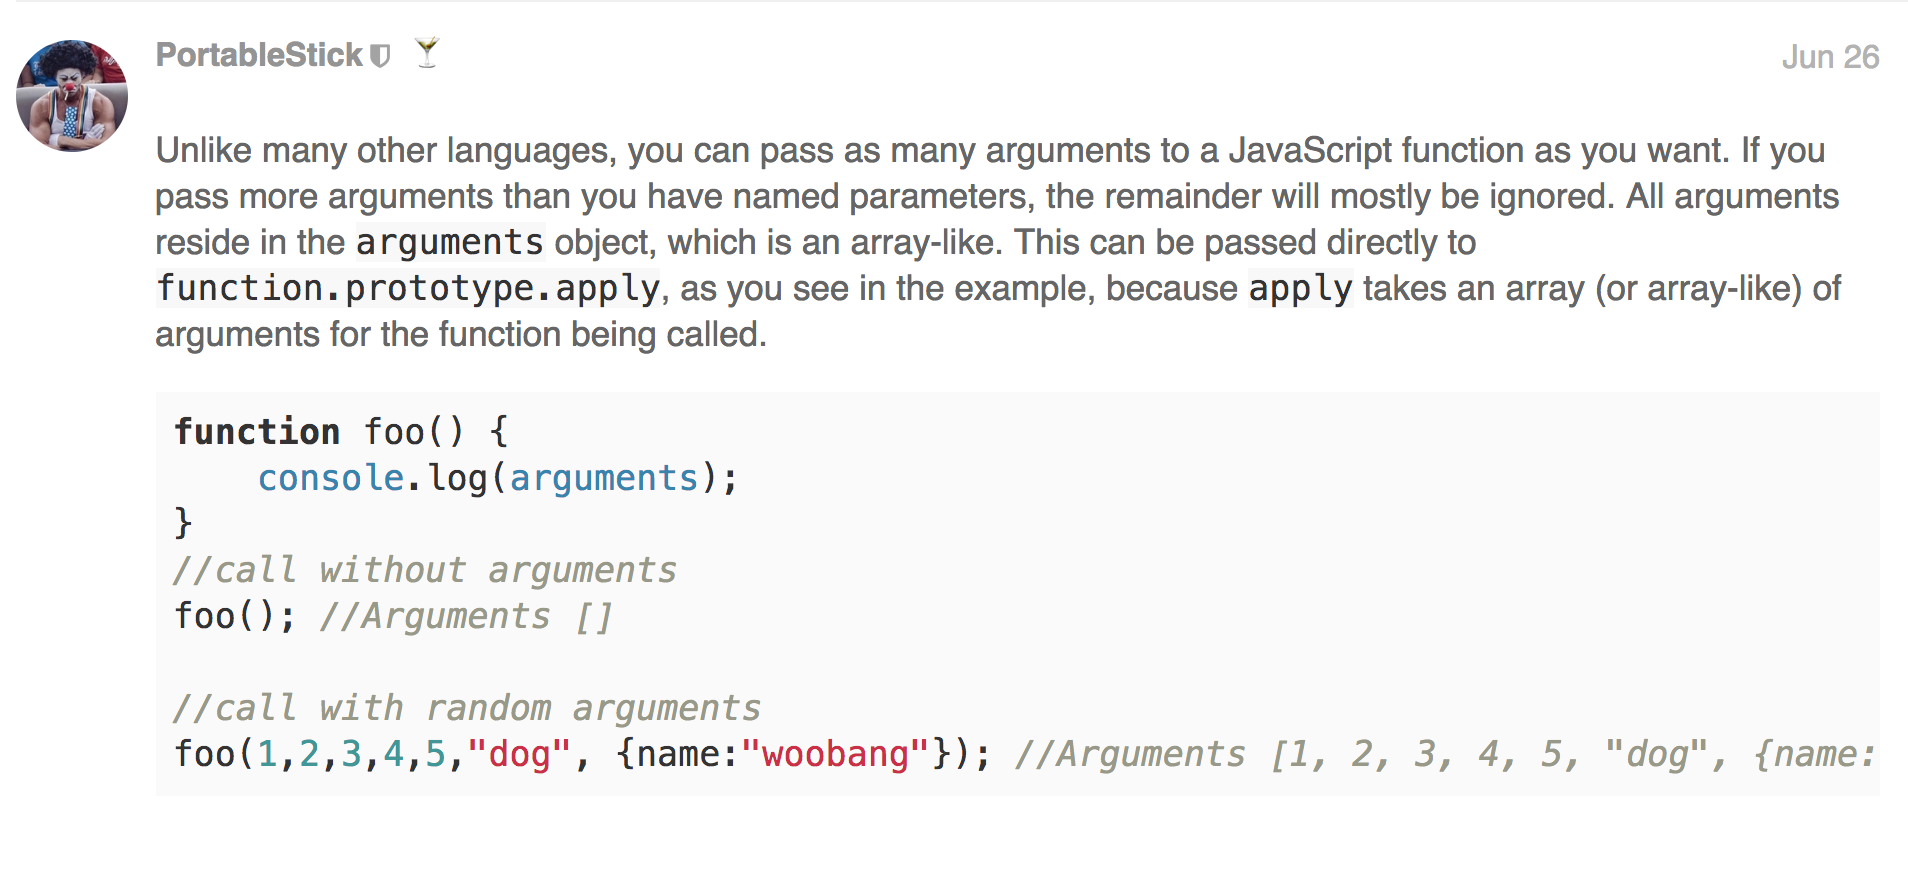 PortableStick
Jun 26
Unlike many other languages, you can pass as many arguments to a JavaScript function as you want. If you
pass more arguments than you have named parameters, the remainder will mostly be ignored. All arguments
reside in the arguments object, which is an array-like. This can be passed directly to
function.prototype.apply, as you see in the example, because apply takes an array (or array-like) of
arguments for the function being called.
function foo() {
    console.log(arguments);
}
//call without arguments
foo(); //Arguments []
//call with random arguments
foo(1,2,3,4,5,"dog", {name:"woobang"}); //Arguments [1, 2, 3, 4, 5, "dog", {name: